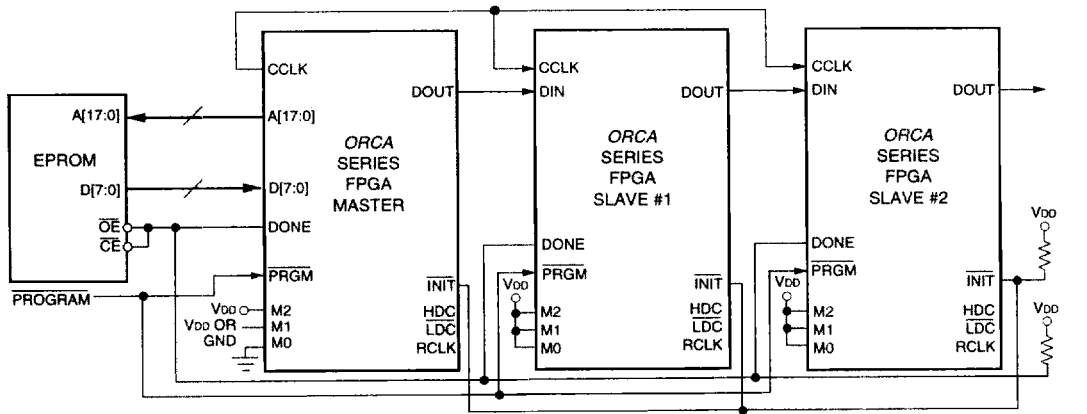 EPROM
A[17:0]
D[7:0]
OE
CE
PROGRAM
CCLK
A[17:0]
D[7:0]
DONE
PRGM
VDD
M2
VDD OR
GND
M1
M0
DOUT
ORCA
SERIES
FPGA
MASTER
INIT
HDC
LDC
RCLK
CCLK
DIN
DOUT
ORCA
SERIES
FPGA
SLAVE #1
DONE
PRGM
VDD
M2
M1
M0
INIT
HDC
LDC
RCLK
CCLK
DIN
DOUT
ORCA
SERIES
FPGA
SLAVE #2
DONE
PRGM
VDD
M2
M1
M0
INIT
HDC
LDC
RCLK
VDD
VDD